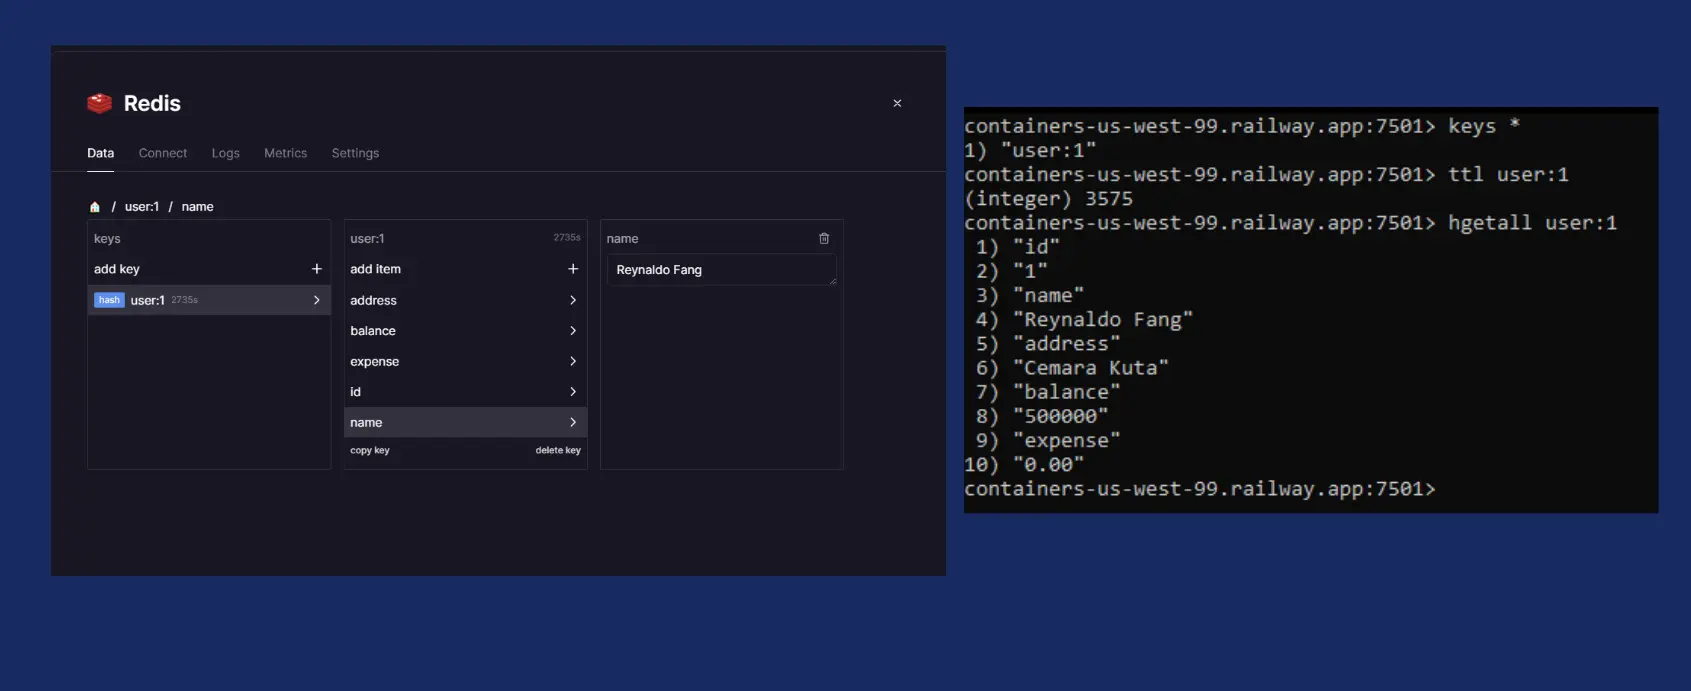 Redis
×
Data Connect Logs Metrics Settings
/ user:1 / name
keys
add key +
hash user:1 2735s
user:1 2735s
add item +
address
balance
expense
id
name
copy key delete key
name
Reynaldo Fang
containers-us-west-99.railway.app:7501> keys *
1) "user:1"
containers-us-west-99.railway.app:7501> ttl user:1
(integer) 3575
containers-us-west-99.railway.app:7501> hgetall user:1
1) "id"
2) "1"
3) "name"
4) "Reynaldo Fang"
5) "address"
6) "Cemara Kuta"
7) "balance"
8) "500000"
9) "expense"
10) "0.00"
containers-us-west-99.railway.app:7501>